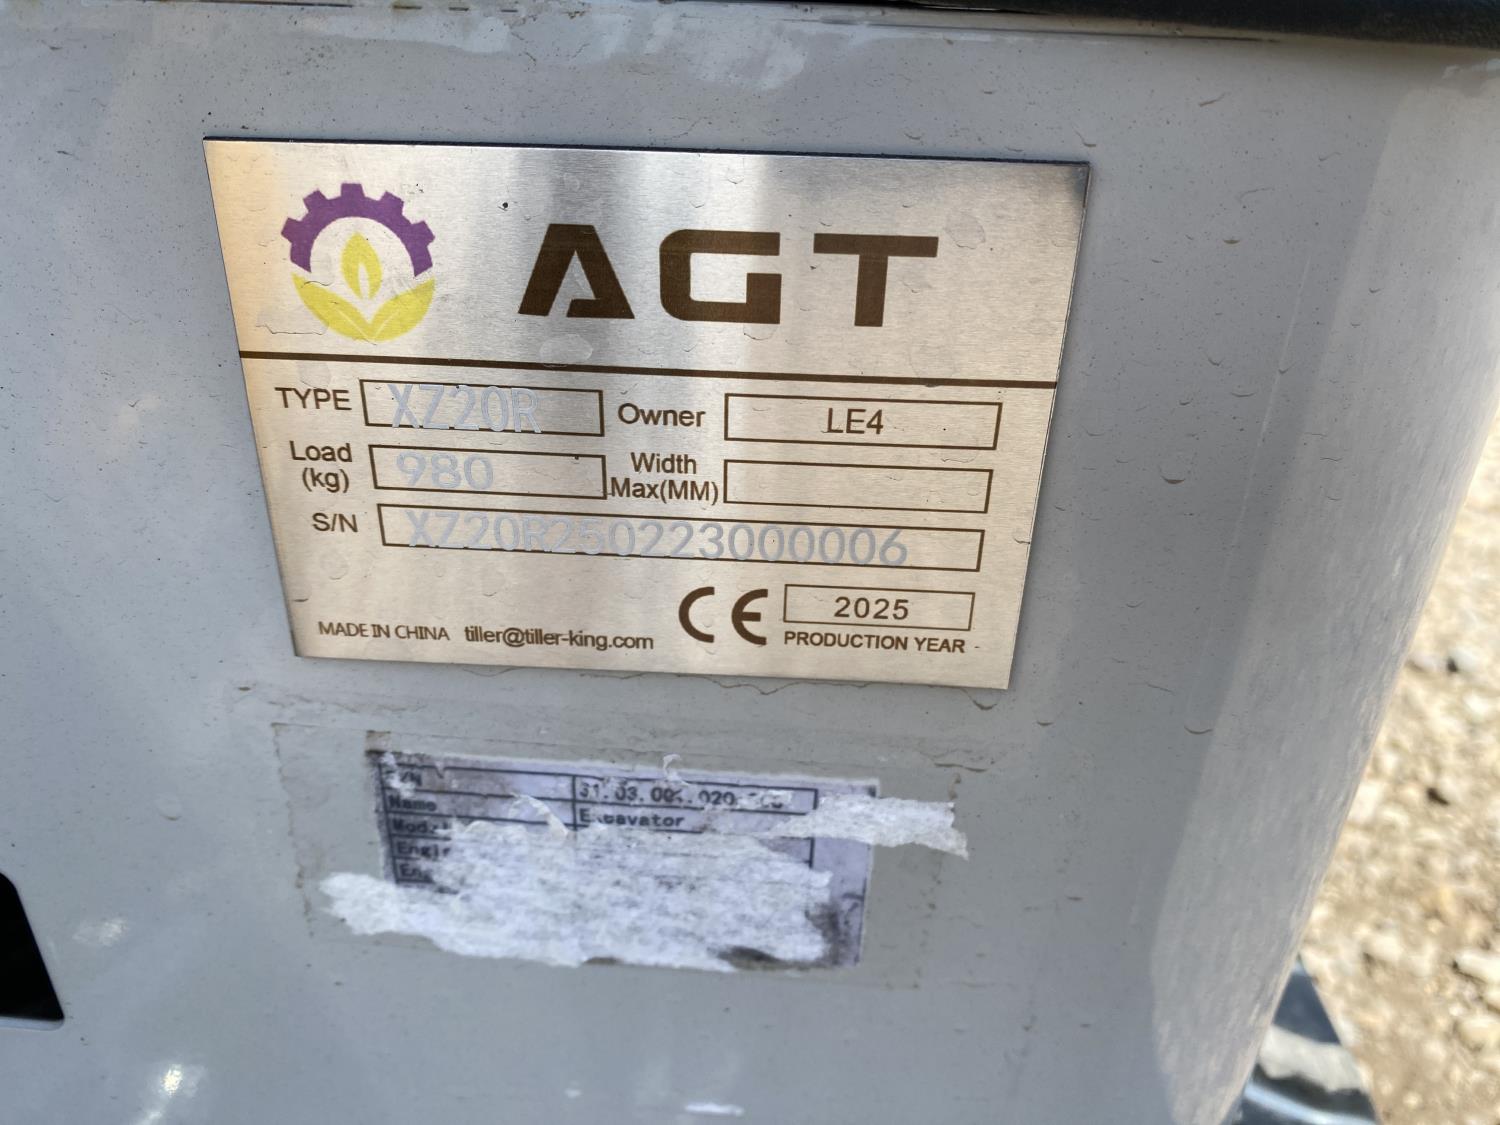 AGT
TYPE XZ20R Owner LE4
Load (kg) 980 Width Max(MM)
S/N XZ20R250223000006
CE 2025
MADE IN CHINA tiller@tiller-king.com PRODUCTION YEAR
Name Excavator